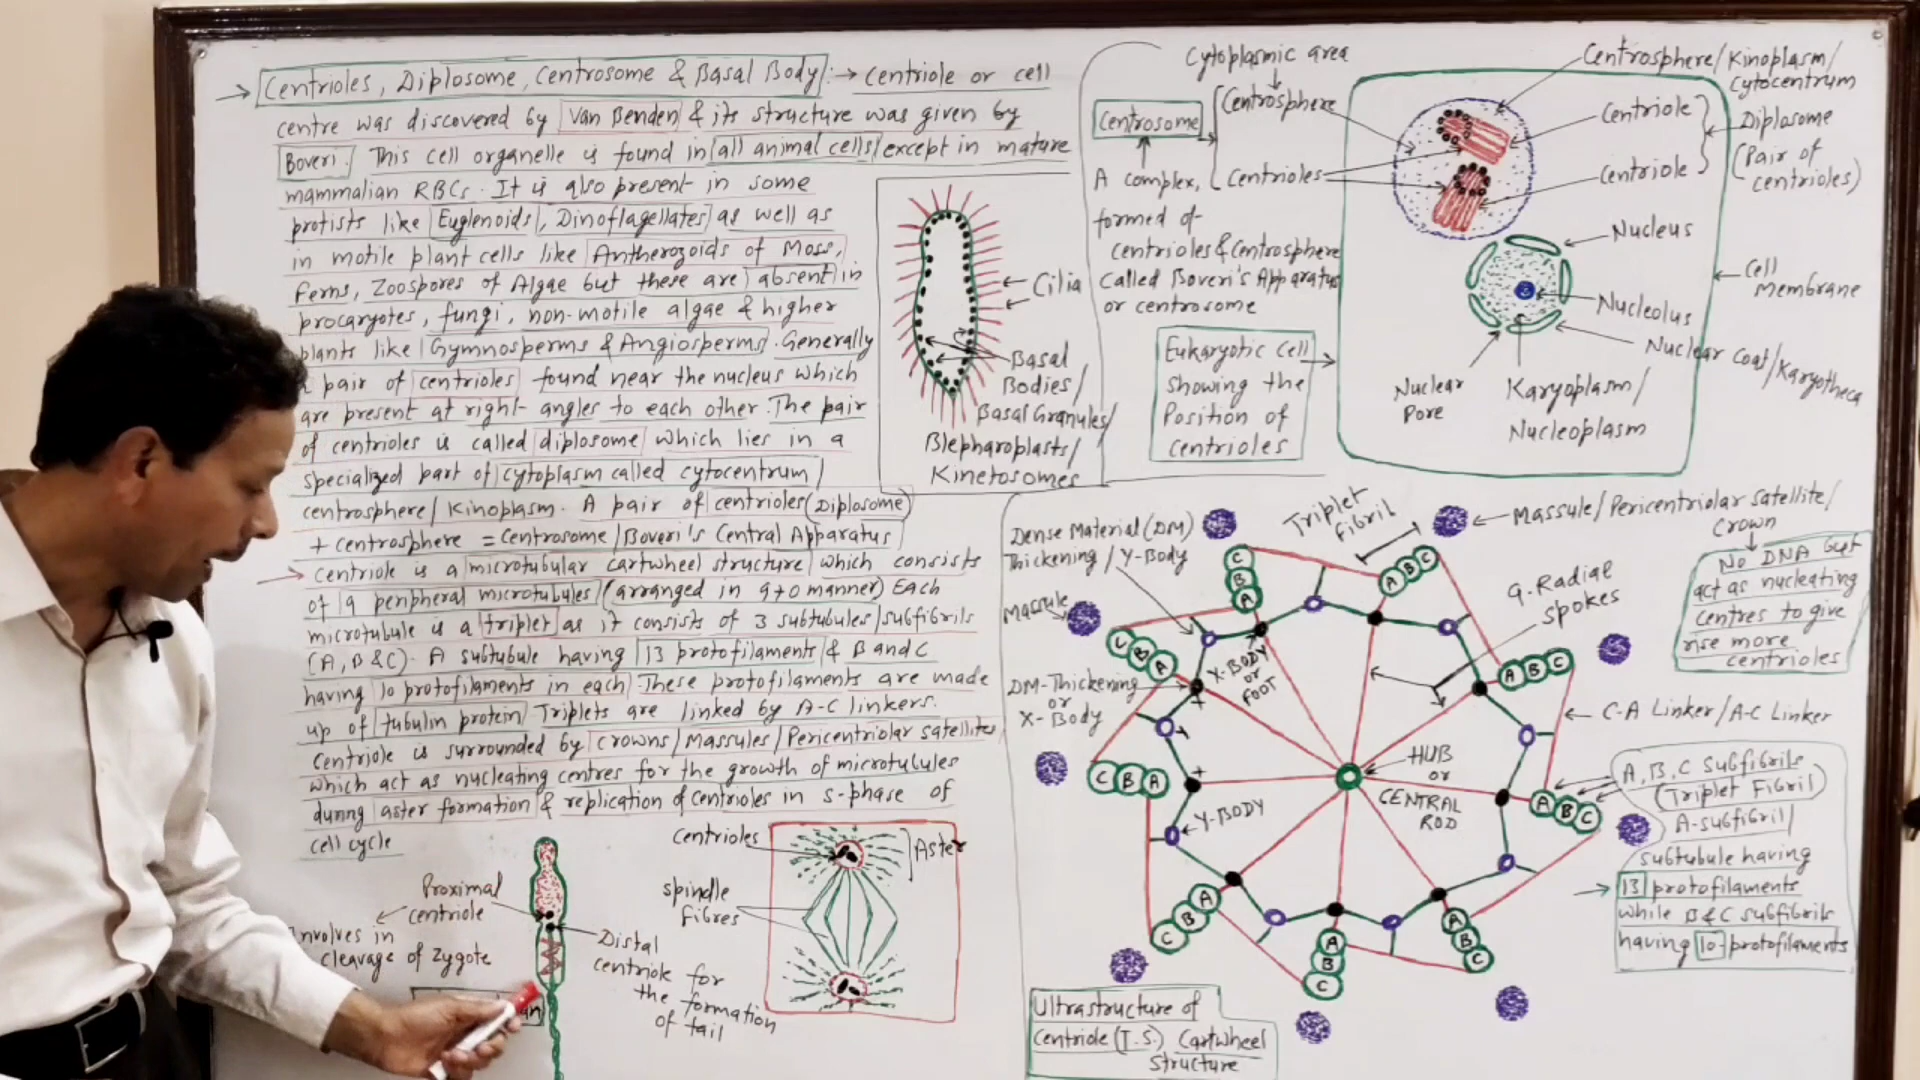 → Centrioles, Diplosome, Centrosome & Basal Body :→ centriole or cell
centre was discovered by Van Benden & its structure was given by
Boveri. This cell organelle is found in all animal cells except in mature
mammalian RBCs. It is also present in some
protists like Euglenoids, Dinoflagellates as well as
in motile plant cells like Antherozoids of Moss,
Ferns, Zoospores of Algae but these are absent in
procaryotes, fungi, non-motile algae & higher
plants like Gymnosperms & Angiosperms. Generally
pair of centrioles found near the nucleus which
are present at right angles to each other. The pair
of centrioles is called diplosome which lies in a
specialized part of cytoplasm called cytocentrum/
centrosphere/Kinoplasm. A pair of centrioles (Diplosome)
+ centrosphere = Centrosome/Boveri's Central Apparatus
→ centriole is a microtubular cartwheel structure which consists
of 9 peripheral microtubules (arranged in 9+0 manner) Each
microtubule is a triplet as it consists of 3 subtubules/subfibrils
(A, B & C). A subtubule having 13 protofilaments & B and C
having 10 protofilaments in each. These protofilaments are made
up of tubulin protein Triplets are linked by A-C linkers.
Centriole is surrounded by Crowns/Massules/Pericentriolar satellites
which act as nucleating centres for the growth of microtubules
during aster formation & replication of centrioles in s-phase of
cell cycle
Cilia
Basal
Bodies/
Basal Granules/
Blepharoplasts/
Kinetosomes
Cytoplasmic area
Centrosome
Centrosphere
Centrioles
A complex,
formed of
centrioles & Centrosphere
Called Boveri's Apparatus
or centrosome
Eukaryotic Cell
showing the
Position of
centrioles
Centrosphere/Kinoplasm/
Cytocentrum
Centriole
Centriole
Diplosome
(Pair of
centrioles)
Nucleus
Cell
Membrane
Nucleolus
Nuclear Coat/Karyotheca
Nuclear
Pore
Karyoplasm/
Nucleoplasm
Proximal
centriole
Involves in
cleavage of Zygote
Distal
centriole for
the formation
of tail
Centrioles
Aster
spindle
Fibres
Dense Material (DM)
Thickening/Y-Body
Massule
DM-Thickening
or
X-Body
Triplet
fibril
Massule/Pericentriolar satellite/
Crown
No DNA but
act as nucleating
centres to give
rise more
centrioles
9-Radial
spokes
X-BODY
or
FOOT
C
B
A
A B C
C B A
A B C
C-A Linker/A-C Linker
HUB
or
CENTRAL
ROD
C B A
A B C
Y-BODY
C B A
A
B
C
A
B
C
A, B, C Subfibrils
(Triplet Fibril)
A-subfibril/
subtubule having
→ 13 protofilaments
while B & C subfibrils
having 10-protofilaments
Ultrastructure of
Centriole (T.S.) Cartwheel
Structure